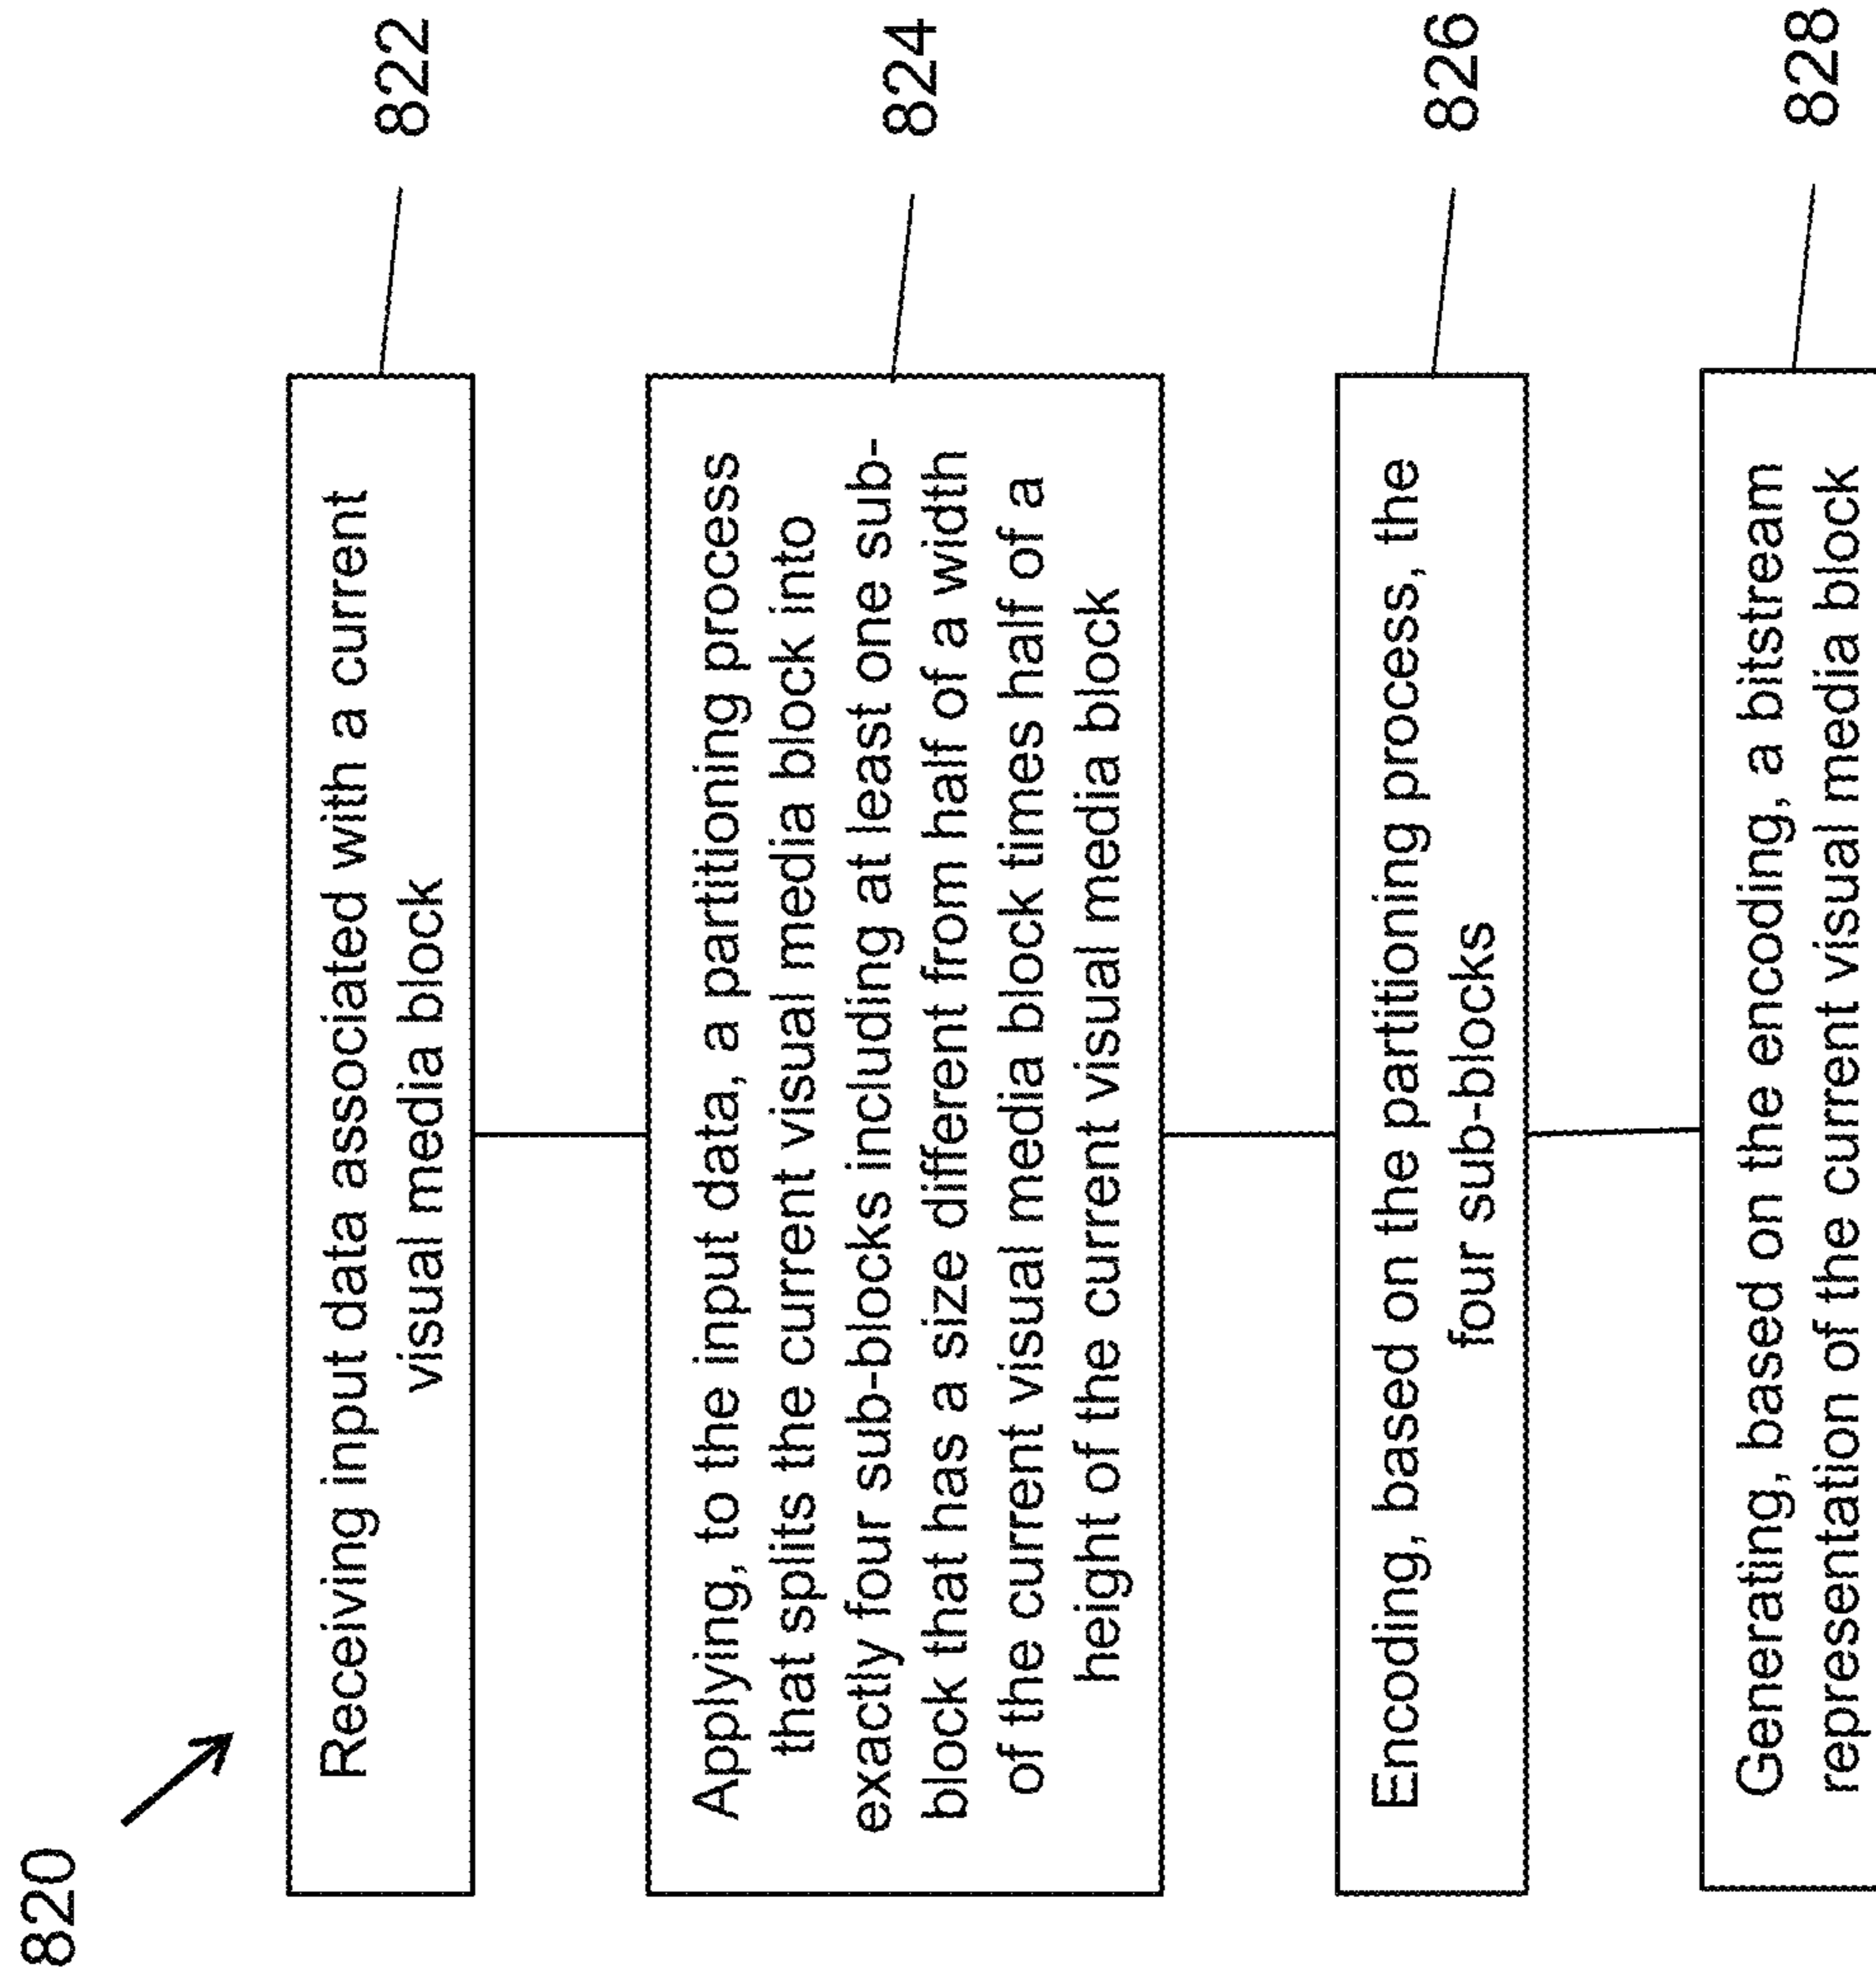 820
Receiving input data associated with a current
visual media block
822
Applying, to the input data, a partitioning process
that splits the current visual media block into
exactly four sub-blocks including at least one sub-
block that has a size different from half of a width
of the current visual media block times half of a
height of the current visual media block
824
Encoding, based on the partitioning process, the
four sub-blocks
826
Generating, based on the encoding, a bitstream
representation of the current visual media block
828